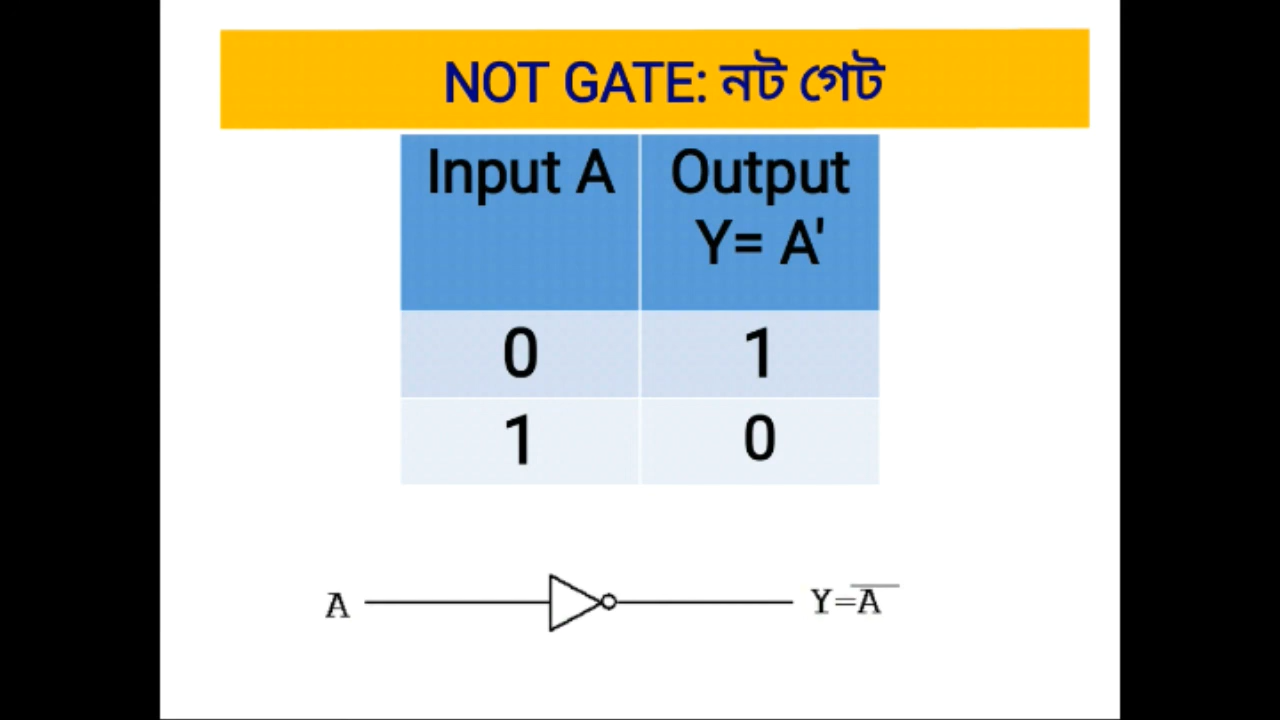 NOT GATE: নট গেট
Input A Output
Y= A'
0 1
1 0
A Y=A̅